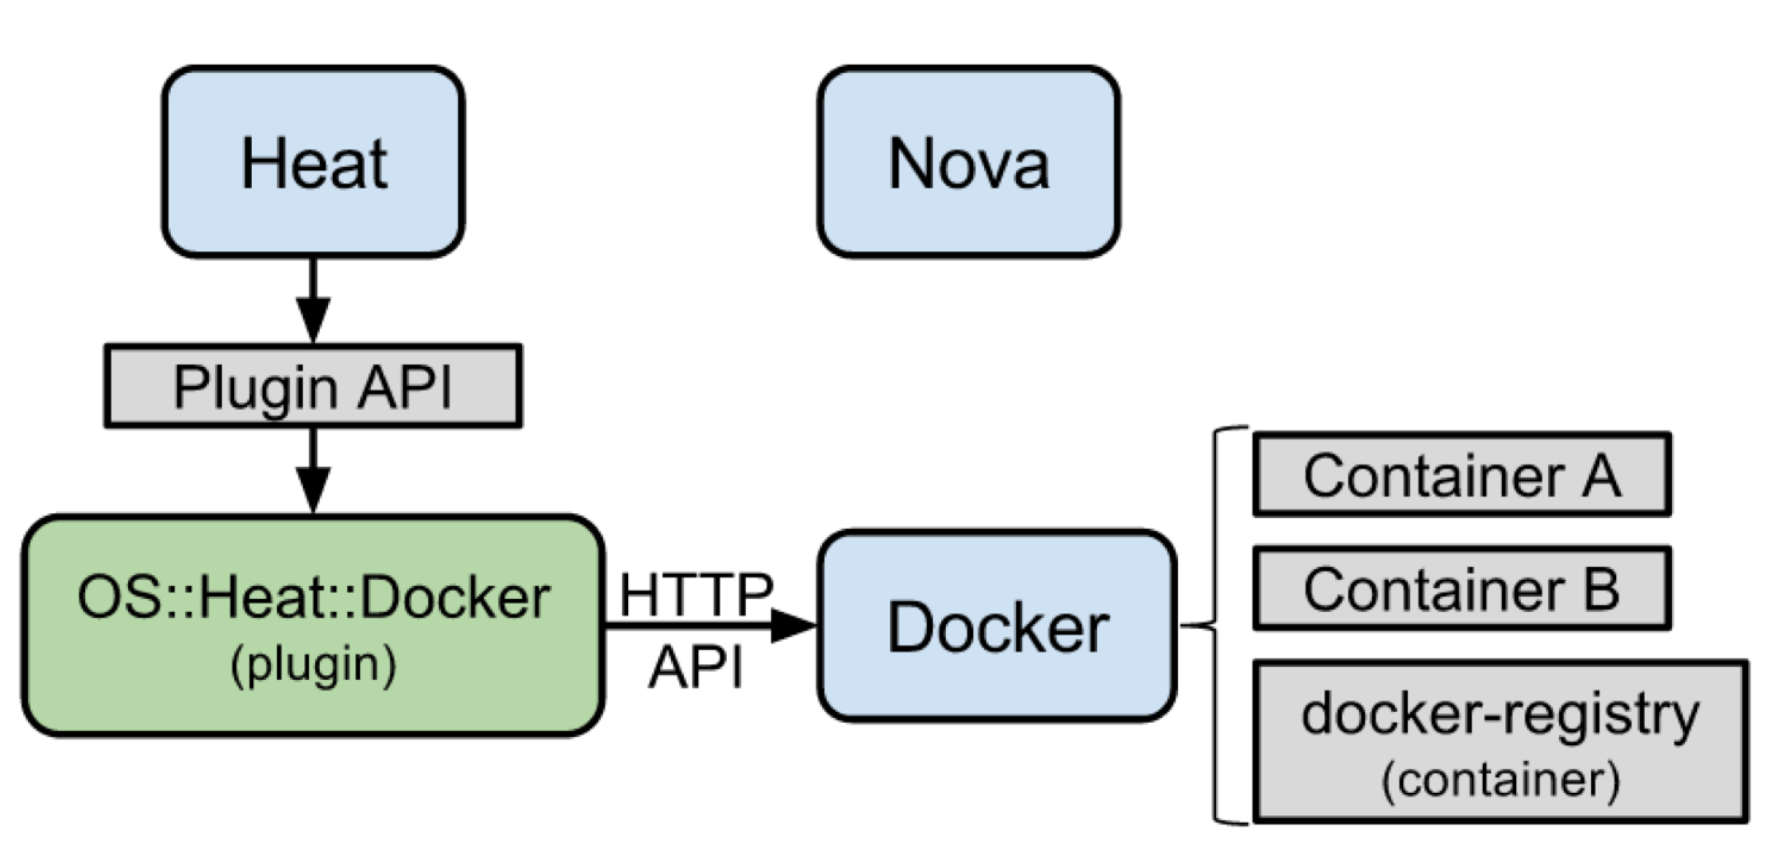 Heat
Nova
Plugin API
OS::Heat::Docker
(plugin)
HTTP
API
Docker
Container A
Container B
docker-registry
(container)